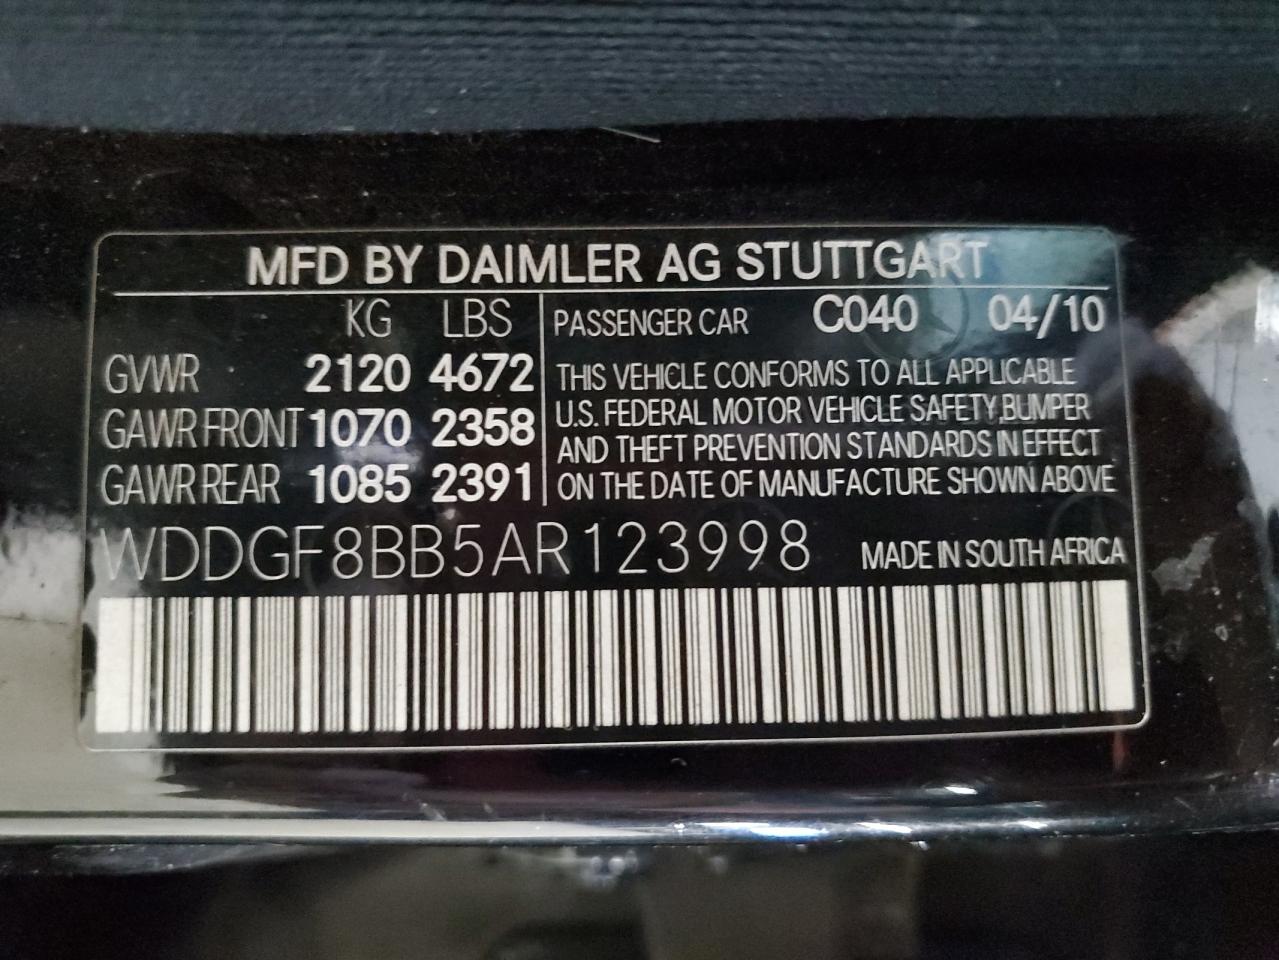 MFD BY DAIMLER AG STUTTGART
KG LBS
GVWR 2120 4672
GAWR FRONT 1070 2358
GAWR REAR 1085 2391
PASSENGER CAR C040 04/10
THIS VEHICLE CONFORMS TO ALL APPLICABLE
U.S. FEDERAL MOTOR VEHICLE SAFETY,BUMPER
AND THEFT PREVENTION STANDARDS IN EFFECT
ON THE DATE OF MANUFACTURE SHOWN ABOVE
WDDGF8BB5AR123998 MADE IN SOUTH AFRICA